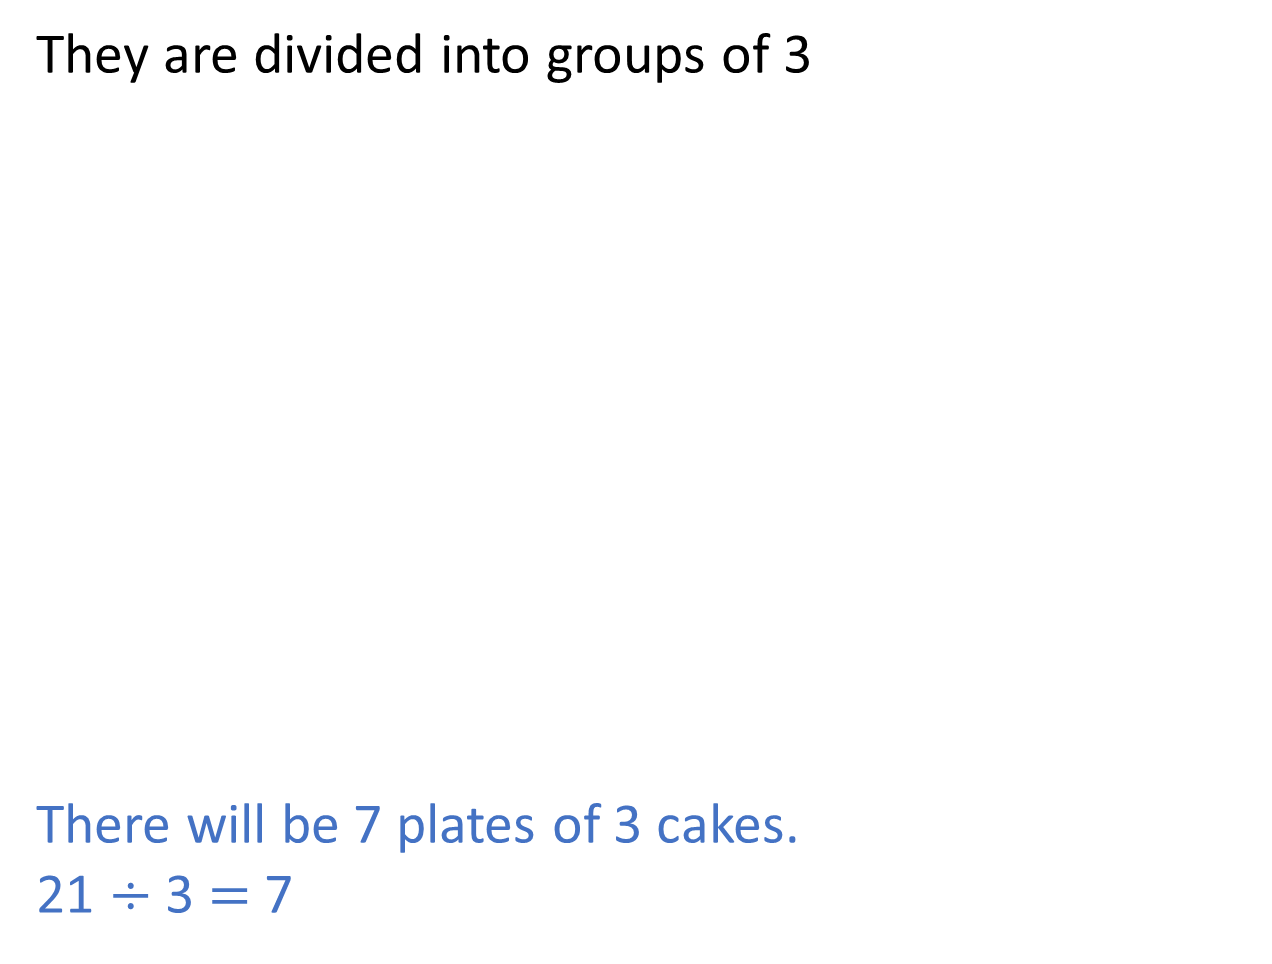 They are divided into groups of 3
There will be 7 plates of 3 cakes.
21 ÷ 3 = 7